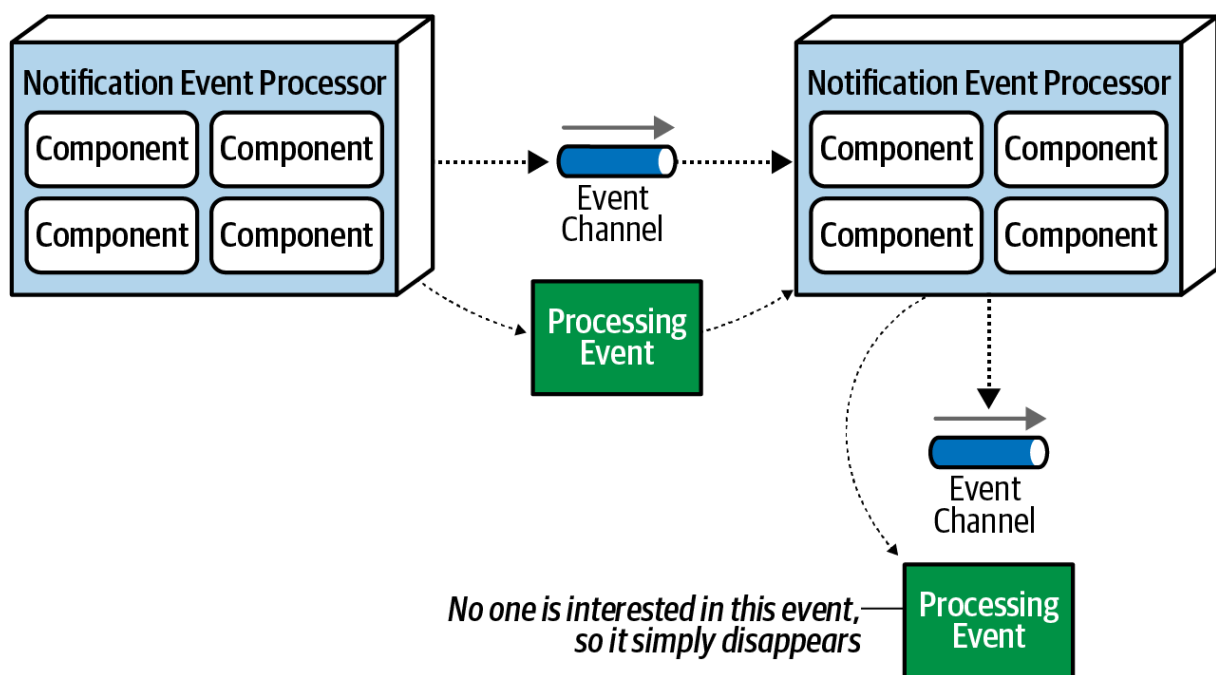 Notification Event Processor
Component Component
Component Component
Event
Channel
Processing
Event
Notification Event Processor
Component Component
Component Component
Event
Channel
No one is interested in this event,
so it simply disappears
Processing
Event